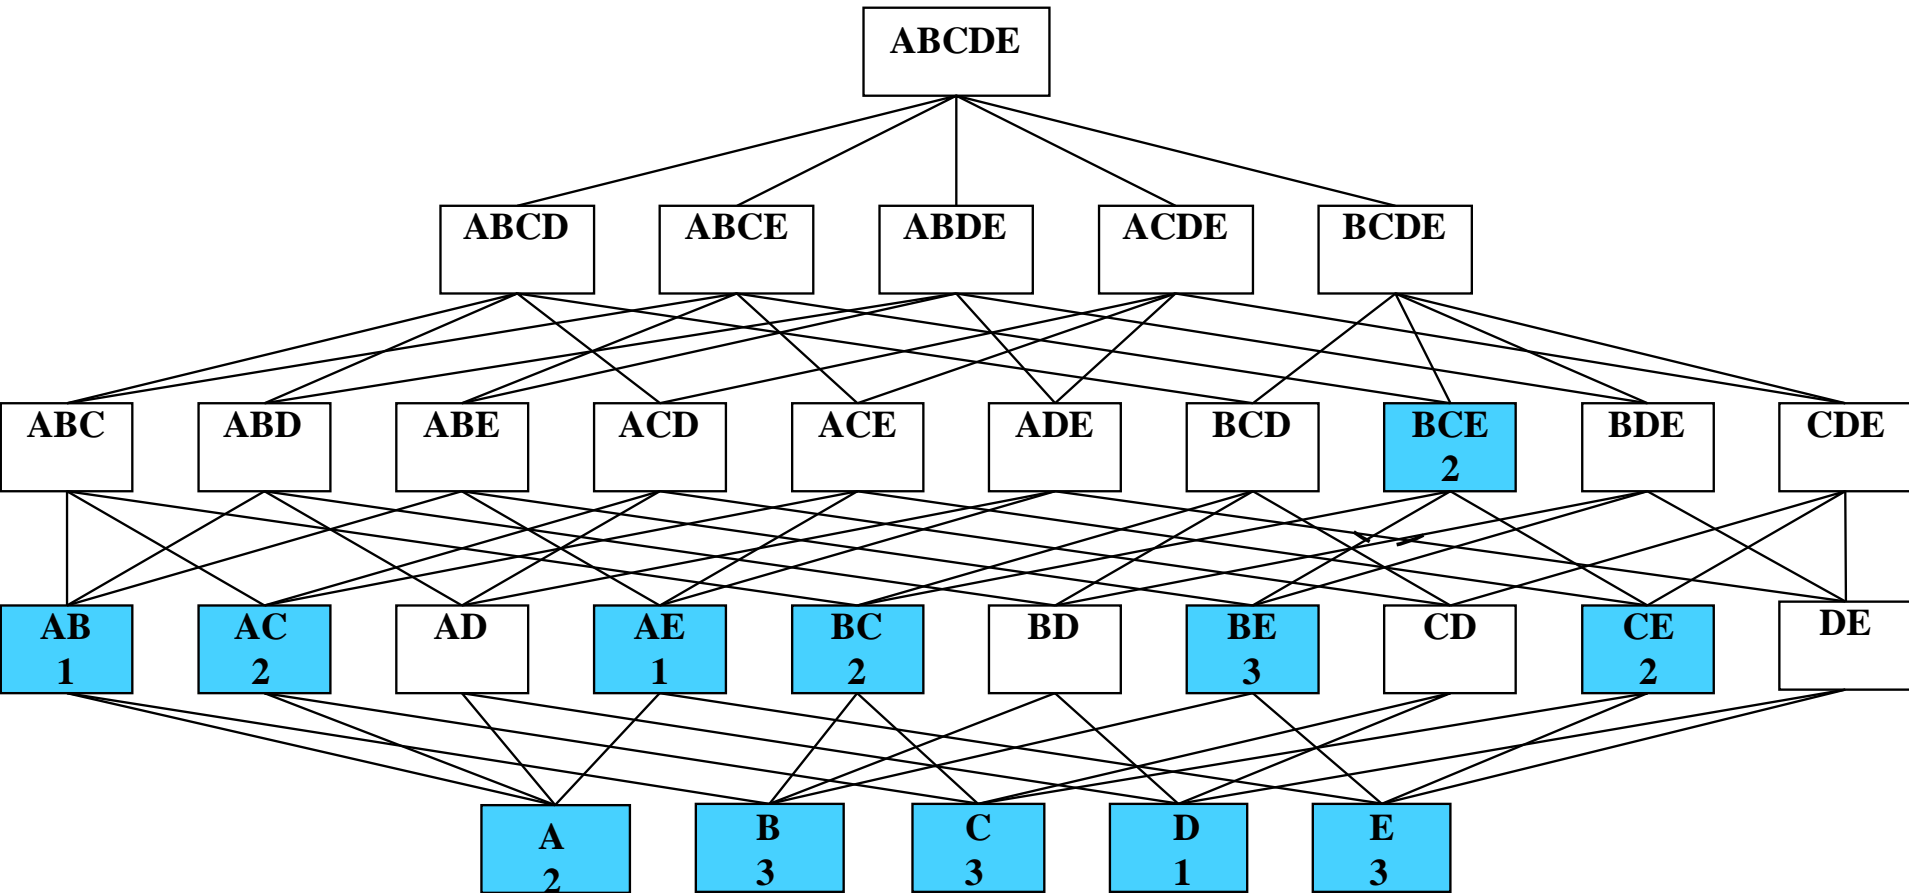 ABCDE
ABCD ABCE ABDE ACDE BCDE
ABC ABD ABE ACD ACE ADE BCD BCE BDE CDE
2
AB AC AD AE BC BD BE CD CE DE
1 2 1 2 3 2
A B C D E
2 3 3 1 3